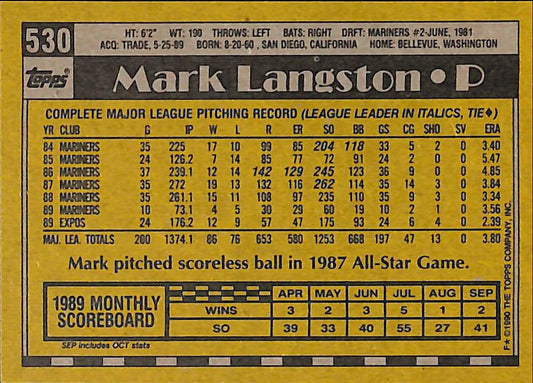 530
HT: 6'2" WT: 190 THROWS: LEFT BATS: RIGHT DRFT: MARINERS #2-JUNE, 1981
ACQ: TRADE, 5-25-89 BORN: 8-20-60, SAN DIEGO, CALIFORNIA HOME: BELLEVUE, WASHINGTON
Topps
Mark Langston • P
COMPLETE MAJOR LEAGUE PITCHING RECORD (LEAGUE LEADER IN ITALICS, TIE♦)
YR CLUB G IP W L R ER SO BB GS CG SHO SV ERA
84 MARINERS 35 225 17 10 99 85 204 118 33 5 2 0 3.40
85 MARINERS 24 126.2 7 14 85 77 72 91 24 2 0 0 5.47
86 MARINERS 37 239.1 12 14 142 129 245 123 36 9 0 0 4.85
87 MARINERS 35 272 19 13 132 116 262 114 35 14 3 0 3.84
88 MARINERS 35 261.1 15 11 108 97 235 110 35 9 3 0 3.34
89 MARINERS 10 73.1 4 5 30 29 60 19 10 2 1 0 3.56
89 EXPOS 24 176.2 12 9 57 47 175 93 24 6 4 0 2.39
MAJ. LEA. TOTALS 200 1374.1 86 76 653 580 1253 668 197 47 13 0 3.80
Mark pitched scoreless ball in 1987 All-Star Game.
1989 MONTHLY SCOREBOARD
APR MAY JUN JUL AUG SEP
WINS 3 2 3 5 1 2
SO 39 33 40 55 27 41
SEP includes OCT stats
F★ ©1990 THE TOPPS COMPANY, INC.